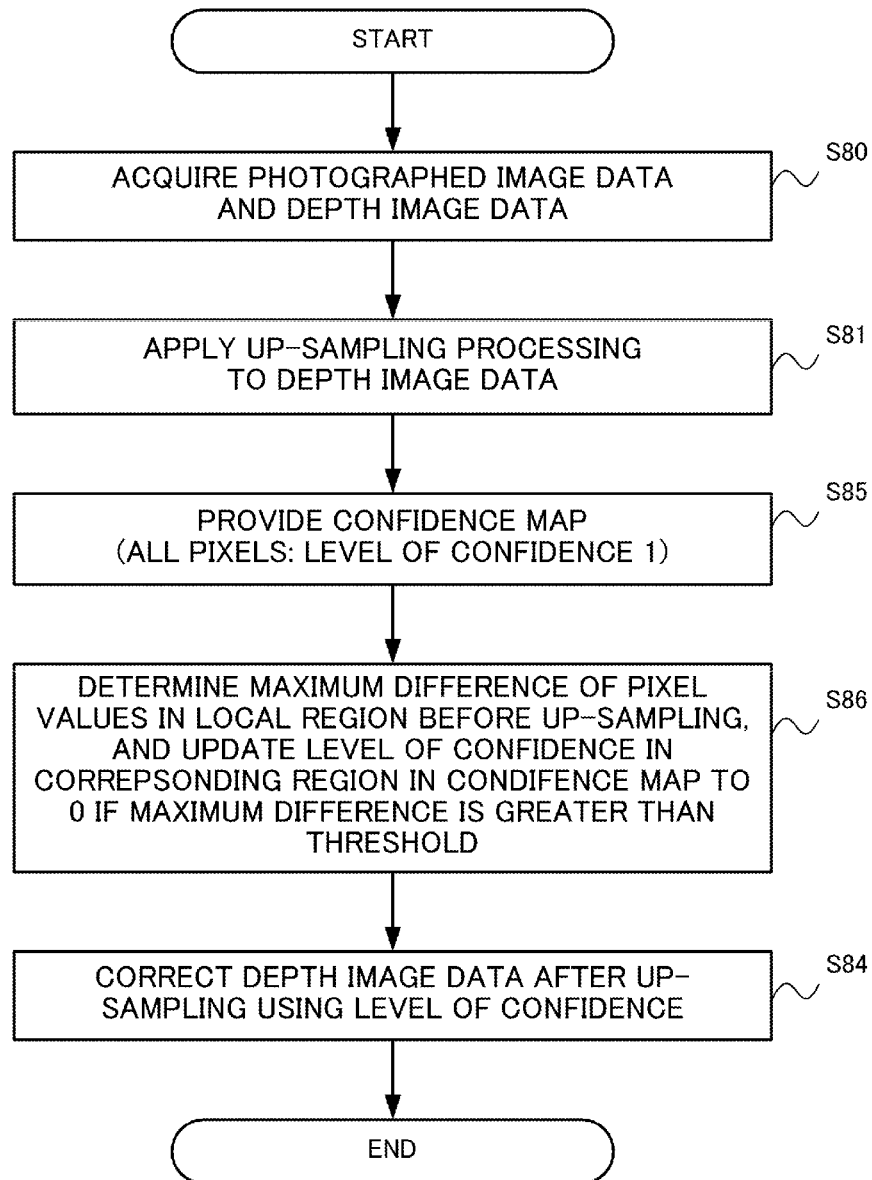 START
S80
ACQUIRE PHOTOGRAPHED IMAGE DATA
AND DEPTH IMAGE DATA
S81
APPLY UP-SAMPLING PROCESSING
TO DEPTH IMAGE DATA
S85
PROVIDE CONFIDENCE MAP
(ALL PIXELS: LEVEL OF CONFIDENCE 1)
S86
DETERMINE MAXIMUM DIFFERENCE OF PIXEL
VALUES IN LOCAL REGION BEFORE UP-SAMPLING,
AND UPDATE LEVEL OF CONFIDENCE IN
CORREPSONDING REGION IN CONDIFENCE MAP TO
0 IF MAXIMUM DIFFERENCE IS GREATER THAN
THRESHOLD
S84
CORRECT DEPTH IMAGE DATA AFTER UP-
SAMPLING USING LEVEL OF CONFIDENCE
END